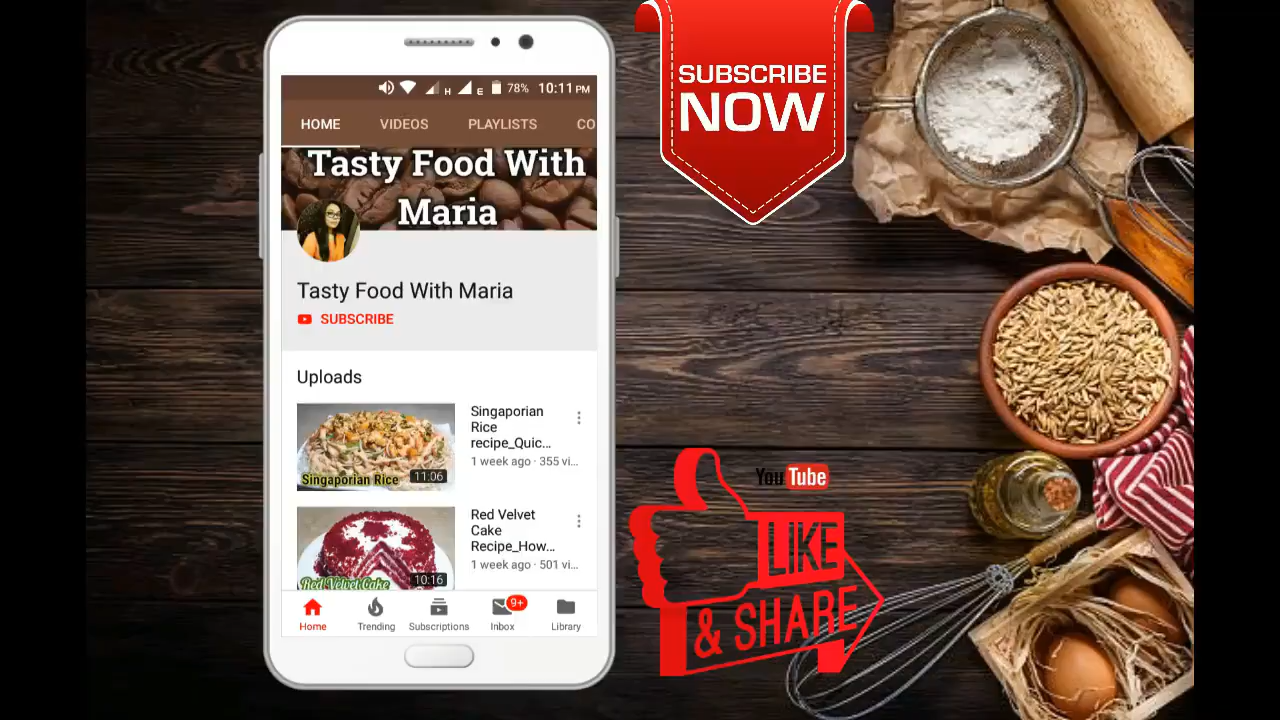 78% 10:11 PM
H E
HOME VIDEOS PLAYLISTS CO
Tasty Food With
Maria
Tasty Food With Maria
SUBSCRIBE
Uploads
Singaporian
Rice
recipe_Quic...
1 week ago · 355 vi...
11:06
Singaporian Rice
Red Velvet
Cake
Recipe_How...
1 week ago · 501 vi...
10:16
Red Velvet Cake
Home Trending Subscriptions Inbox Library
9+
SUBSCRIBE
NOW
YouTube
LIKE
& SHARE